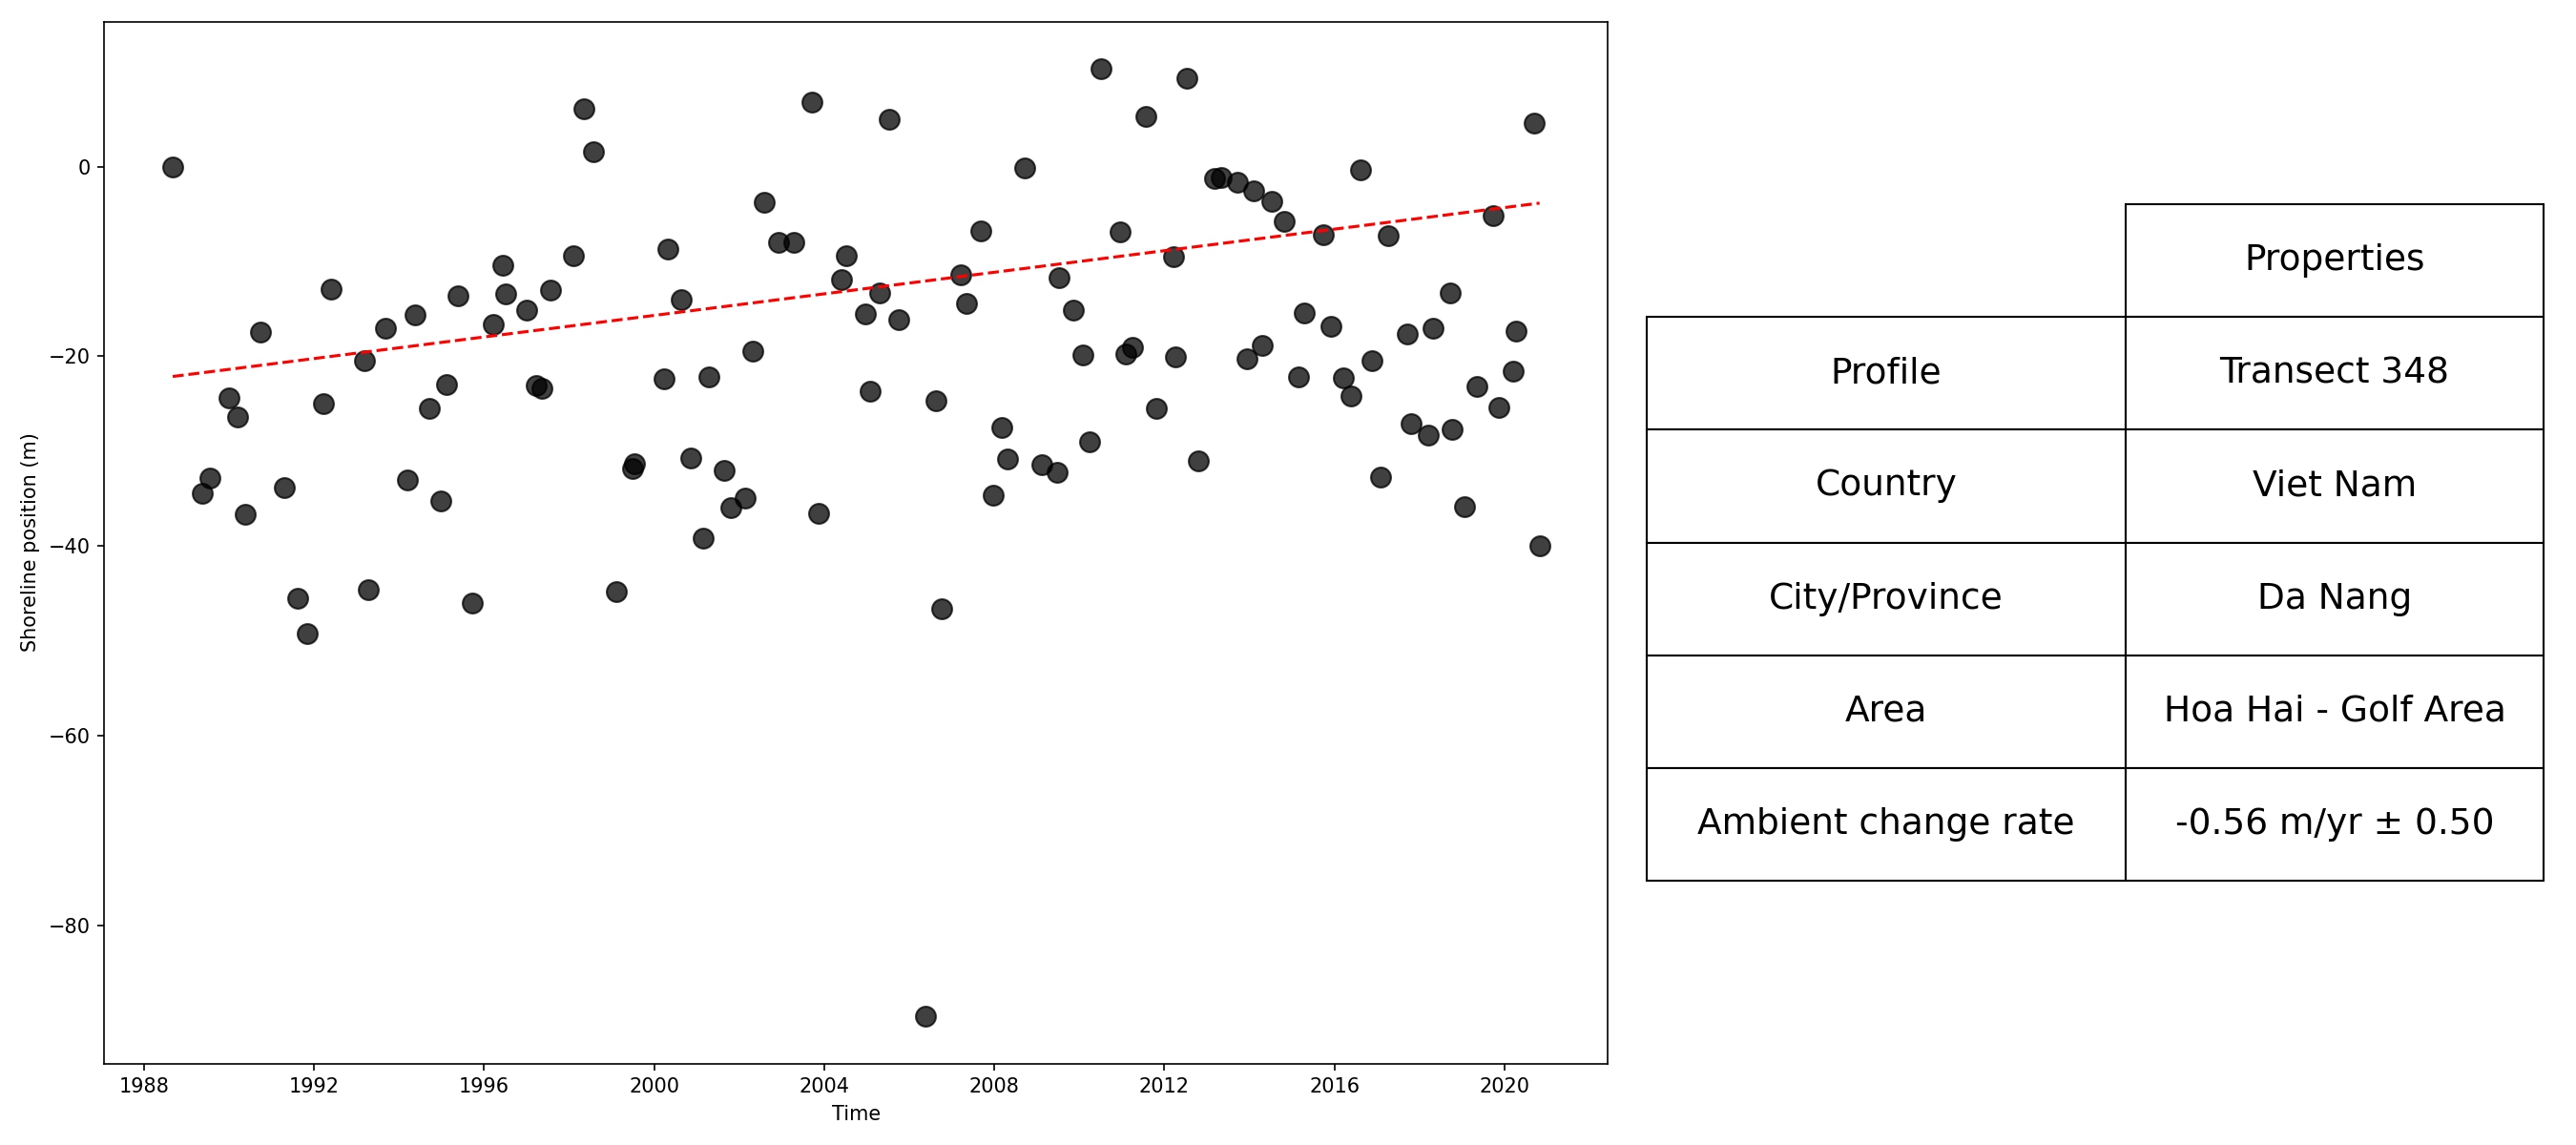 Shoreline position (m)
0
−20
−40
−60
−80
1988 1992 1996 2000 2004 2008 2012 2016 2020
Time
Properties
Profile Transect 348
Country Viet Nam
City/Province Da Nang
Area Hoa Hai - Golf Area
Ambient change rate -0.56 m/yr ± 0.50